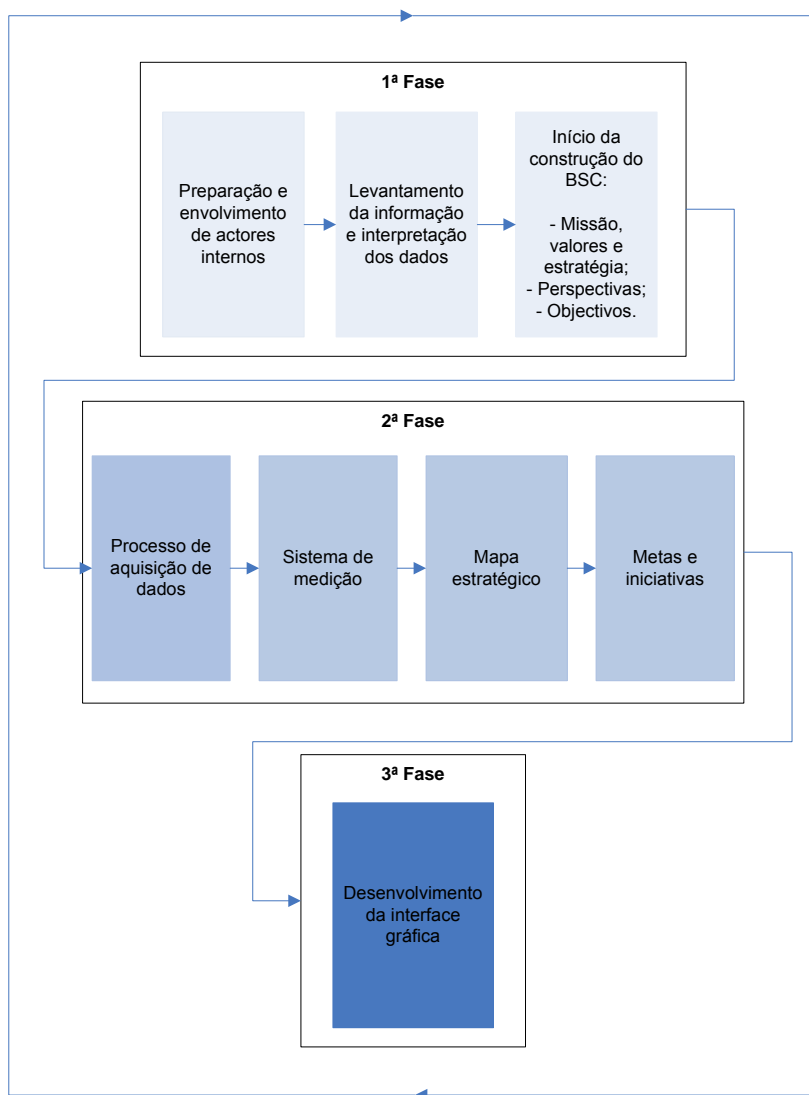 1ª Fase
Preparação e
envolvimento
de actores
internos
Levantamento
da informação
e interpretação
dos dados
Início da
construção do
BSC:
- Missão,
valores e
estratégia;
- Perspectivas;
- Objectivos.
2ª Fase
Processo de
aquisição de
dados
Sistema de
medição
Mapa
estratégico
Metas e
iniciativas
3ª Fase
Desenvolvimento
da interface
gráfica